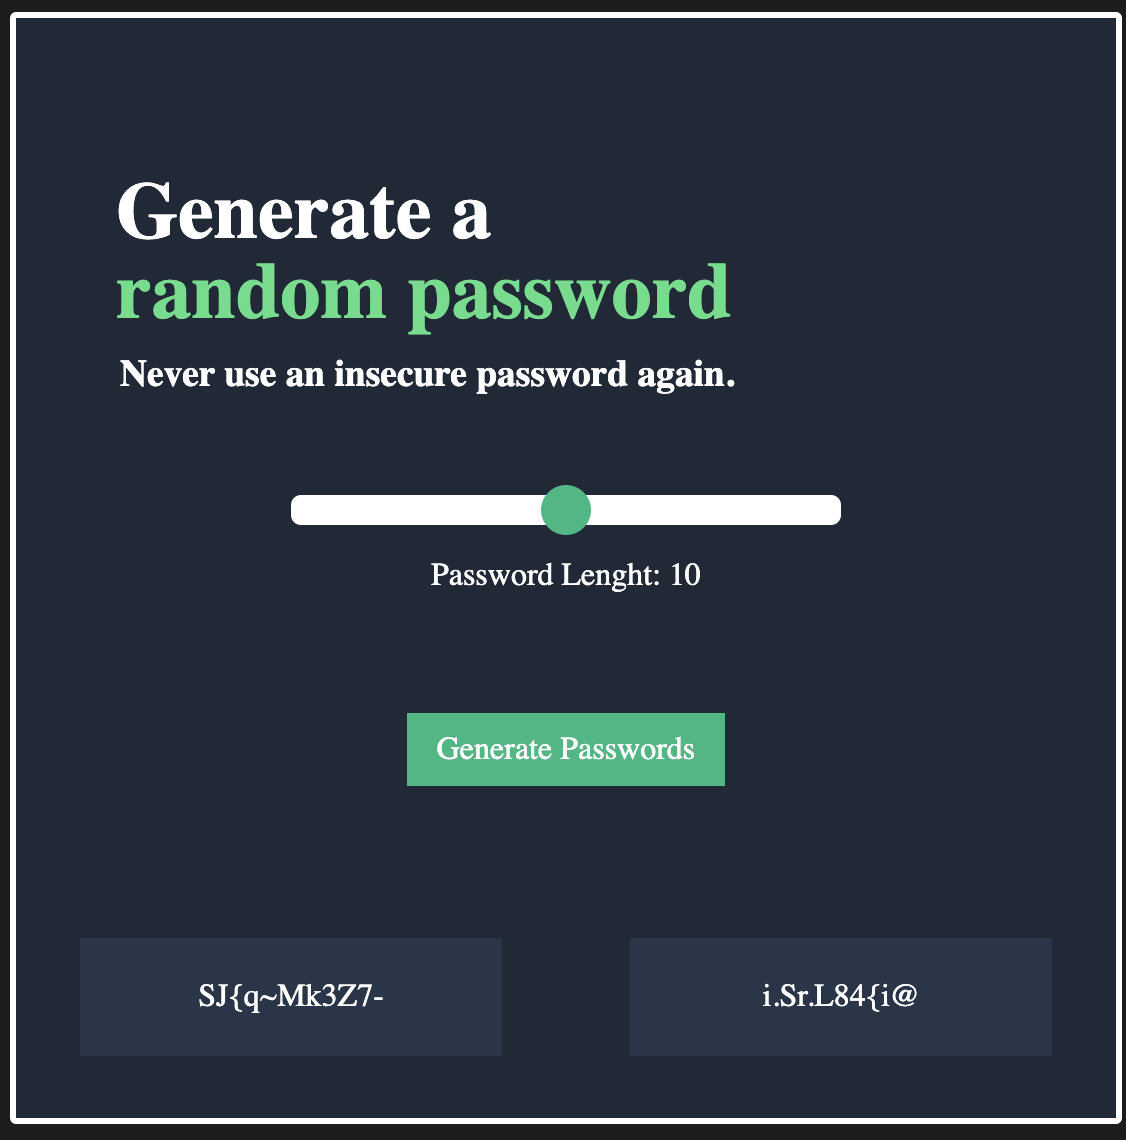 Generate a
random password
Never use an insecure password again.
Password Lenght: 10
Generate Passwords
SJ{q~Mk3Z7-
i.Sr.L84{i@